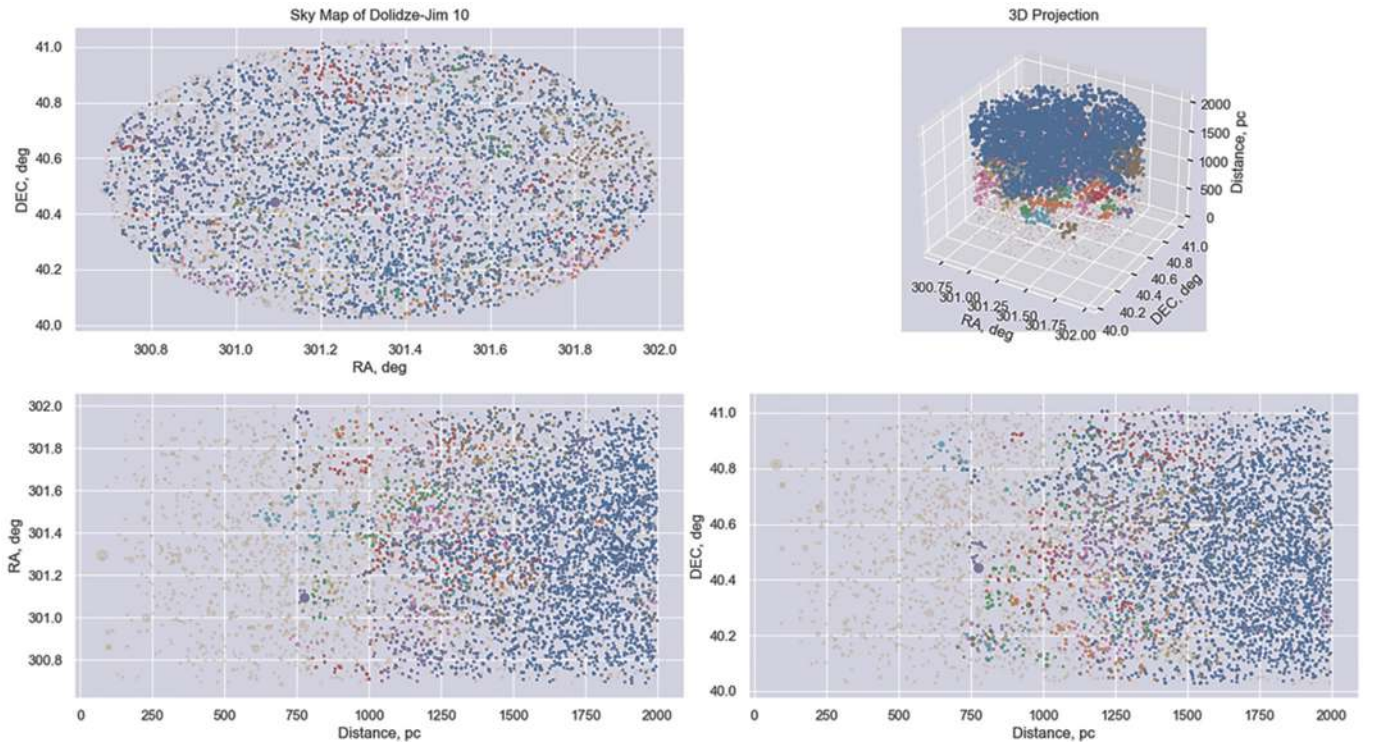 Sky Map of Dolidze-Jim 10
41.0
40.8
40.6
40.4
40.2
40.0
DEC, deg
300.8 301.0 301.2 301.4 301.6 301.8 302.0
RA, deg
3D Projection
2000
1500
1000
500
0
Distance, pc
41.0
40.8
40.6
40.4
40.2
40.0
DEC, deg
300.75
301.00
301.25
301.50
301.75
302.00
RA, deg
302.0
301.8
301.6
301.4
301.2
301.0
300.8
RA, deg
0 250 500 750 1000 1250 1500 1750 2000
Distance, pc
41.0
40.8
40.6
40.4
40.2
40.0
DEC, deg
0 250 500 750 1000 1250 1500 1750 2000
Distance, pc